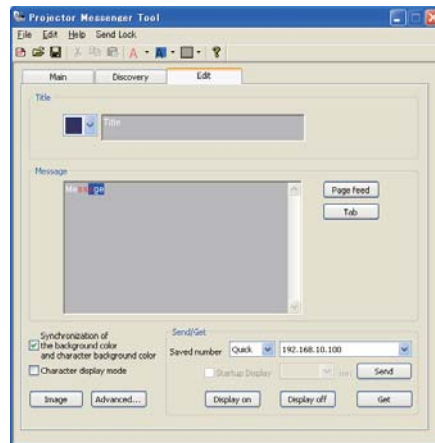 Projector Messenger Tool
File Edit Help Send Lock
A A ?
Main Discovery Edit
Title
Title
Message
Message
Page feed
Tab
Synchronization of
the background color
and character background color
Character display mode
Image Advanced...
Send/Get
Saved number Quick 192.168.10.100
Startup Display Send
Display on Display off Get